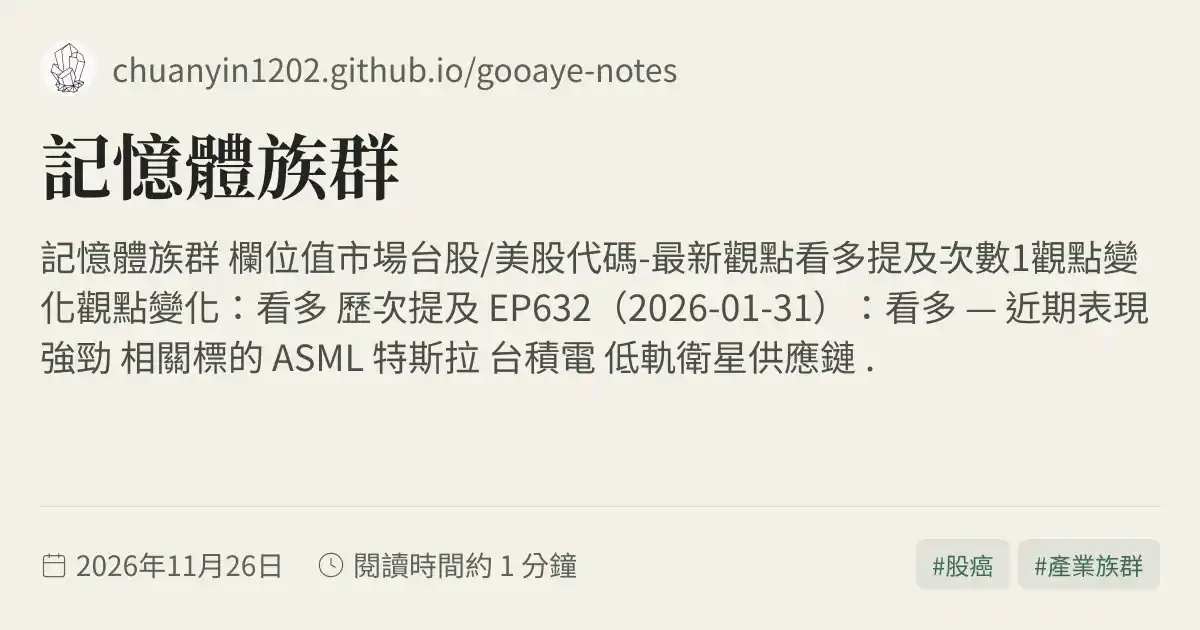 chuanyin1202.github.io/gooaye-notes
記憶體族群
記憶體族群 欄位值市場台股/美股代碼-最新觀點看多提及次數1觀點變
化觀點變化：看多 歷次提及 EP632（2026-01-31）：看多 — 近期表現
強勁 相關標的 ASML 特斯拉 台積電 低軌衛星供應鏈 .
2026年11月26日 閱讀時間約 1 分鐘 #股癌 #產業族群